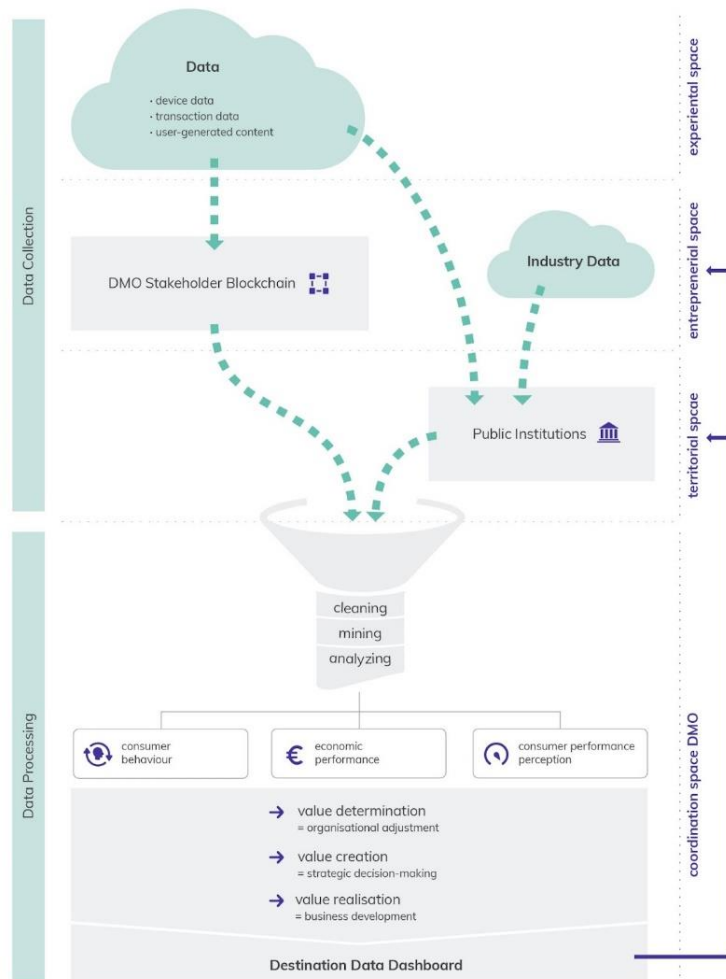 Data
· device data
· transaction data
· user-generated content
experiental space
Data Collection
DMO Stakeholder Blockchain
Industry Data
entreprenerial space
Public Institutions
territorial spcae
cleaning
mining
analyzing
Data Processing
consumer
behaviour
€
economic
performance
consumer performance
perception
coordination space DMO
value determination
= organisational adjustment
value creation
= strategic decision-making
value realisation
= business development
Destination Data Dashboard